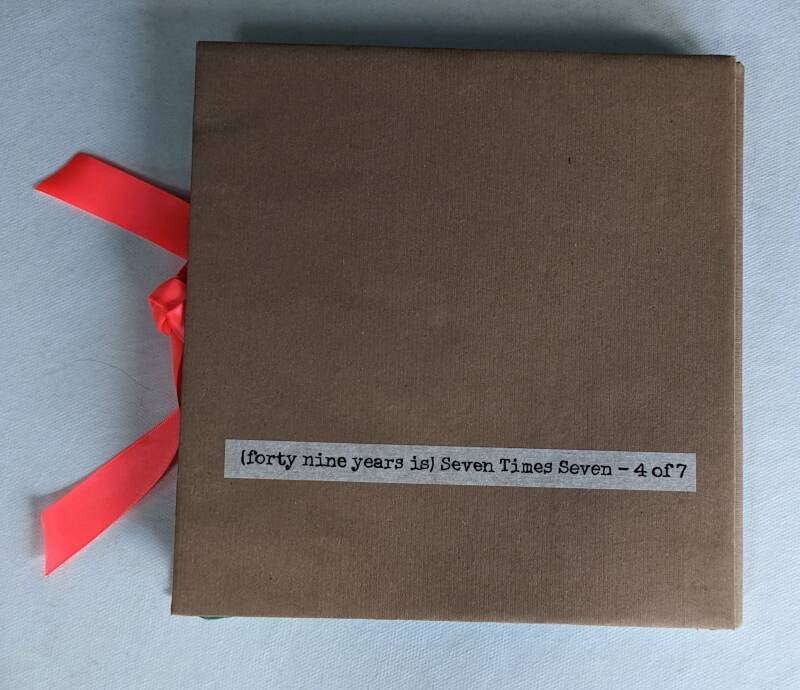 (forty nine years is) Seven Times Seven - 4 of 7